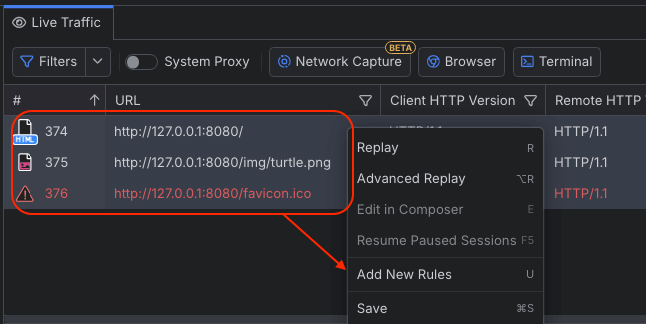 Live Traffic
Filters System Proxy Network Capture BETA Browser Terminal
# URL Client HTTP Version Remote HTTP
HTML 374 http://127.0.0.1:8080/ HTTP/1.1
375 http://127.0.0.1:8080/img/turtle.png HTTP/1.1
376 http://127.0.0.1:8080/favicon.ico HTTP/1.1
Replay R
Advanced Replay ⌥R
Edit in Composer E
Resume Paused Sessions F5
Add New Rules U
Save ⌘S